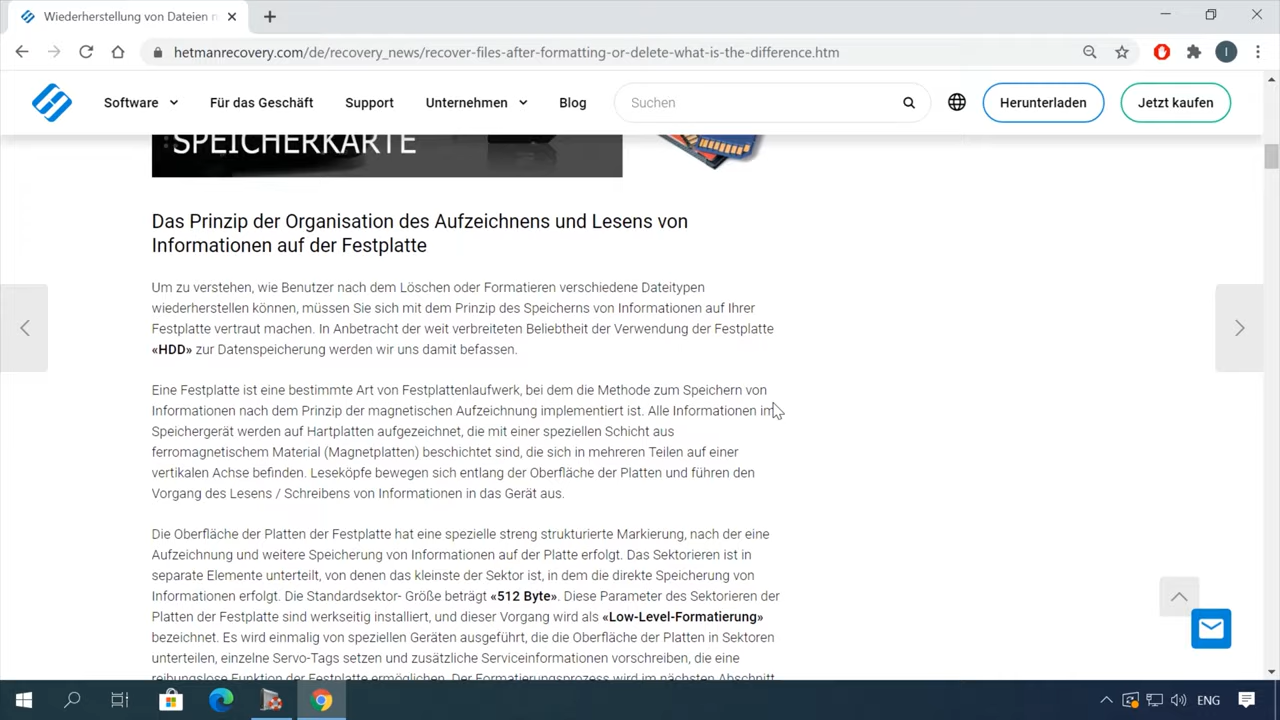 Wiederherstellung von Dateien n
hetmanrecovery.com/de/recovery_news/recover-files-after-formatting-or-delete-what-is-the-difference.htm
I
Software
Für das Geschäft
Support
Unternehmen
Blog
Suchen
Herunterladen
Jetzt kaufen
SPEICHERKARTE
Das Prinzip der Organisation des Aufzeichnens und Lesens von
Informationen auf der Festplatte
Um zu verstehen, wie Benutzer nach dem Löschen oder Formatieren verschiedene Dateitypen
wiederherstellen können, müssen Sie sich mit dem Prinzip des Speicherns von Informationen auf Ihrer
Festplatte vertraut machen. In Anbetracht der weit verbreiteten Beliebtheit der Verwendung der Festplatte
«HDD» zur Datenspeicherung werden wir uns damit befassen.
Eine Festplatte ist eine bestimmte Art von Festplattenlaufwerk, bei dem die Methode zum Speichern von
Informationen nach dem Prinzip der magnetischen Aufzeichnung implementiert ist. Alle Informationen im
Speichergerät werden auf Hartplatten aufgezeichnet, die mit einer speziellen Schicht aus
ferromagnetischem Material (Magnetplatten) beschichtet sind, die sich in mehreren Teilen auf einer
vertikalen Achse befinden. Leseköpfe bewegen sich entlang der Oberfläche der Platten und führen den
Vorgang des Lesens / Schreibens von Informationen in das Gerät aus.
Die Oberfläche der Platten der Festplatte hat eine spezielle streng strukturierte Markierung, nach der eine
Aufzeichnung und weitere Speicherung von Informationen auf der Platte erfolgt. Das Sektorieren ist in
separate Elemente unterteilt, von denen das kleinste der Sektor ist, in dem die direkte Speicherung von
Informationen erfolgt. Die Standardsektor- Größe beträgt «512 Byte». Diese Parameter des Sektorieren der
Platten der Festplatte sind werkseitig installiert, und dieser Vorgang wird als «Low-Level-Formatierung»
bezeichnet. Es wird einmalig von speziellen Geräten ausgeführt, die die Oberfläche der Platten in Sektoren
unterteilen, einzelne Servo-Tags setzen und zusätzliche Serviceinformationen vorschreiben, die eine
reibungslose Funktion der Festplatte ermöglichen. Der Formatierungsprozess wird im nächsten Abschnitt
ENG